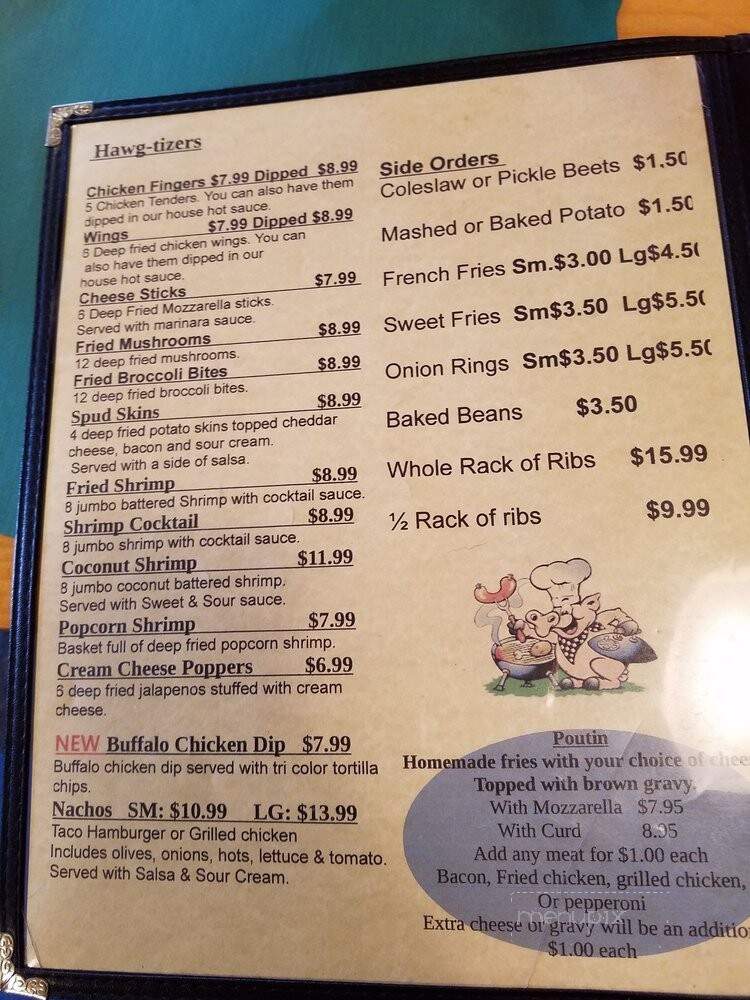 Hawg-tizers
Chicken Fingers $7.99 Dipped $8.99
5 Chicken Tenders. You can also have them
dipped in our house hot sauce.
Wings $7.99 Dipped $8.99
8 Deep fried chicken wings. You can
also have them dipped in our
house hot sauce.
Cheese Sticks $7.99
6 Deep Fried Mozzarella sticks.
Served with marinara sauce.
Fried Mushrooms $8.99
12 deep fried mushrooms.
Fried Broccoli Bites $8.99
12 deep fried broccoli bites.
Spud Skins $8.99
4 deep fried potato skins topped cheddar
cheese, bacon and sour cream.
Served with a side of salsa.
Fried Shrimp $8.99
8 jumbo battered Shrimp with cocktail sauce.
Shrimp Cocktail $8.99
8 jumbo shrimp with cocktail sauce.
Coconut Shrimp $11.99
8 jumbo coconut battered shrimp.
Served with Sweet & Sour sauce.
Popcorn Shrimp $7.99
Basket full of deep fried popcorn shrimp.
Cream Cheese Poppers $6.99
6 deep fried jalapenos stuffed with cream
cheese.
NEW Buffalo Chicken Dip $7.99
Buffalo chicken dip served with tri color tortilla
chips.
Nachos SM: $10.99 LG: $13.99
Taco Hamburger or Grilled chicken
Includes olives, onions, hots, lettuce & tomato.
Served with Salsa & Sour Cream.
Side Orders
Coleslaw or Pickle Beets $1.50
Mashed or Baked Potato $1.50
French Fries Sm.$3.00 Lg$4.50
Sweet Fries Sm$3.50 Lg$5.50
Onion Rings Sm$3.50 Lg$5.50
Baked Beans $3.50
Whole Rack of Ribs $15.99
½ Rack of ribs $9.99
Poutin
Homemade fries with your choice of chee
Topped with brown gravy.
With Mozzarella $7.95
With Curd 8.95
Add any meat for $1.00 each
Bacon, Fried chicken, grilled chicken,
Or pepperoni
menupix
Extra cheese or gravy will be an additio
$1.00 each